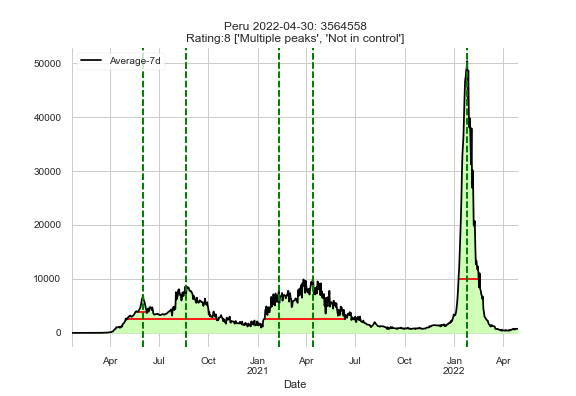 Peru 2022-04-30: 3564558
Rating:8 ['Multiple peaks', 'Not in control']
Average-7d
50000
40000
30000
20000
10000
0
Apr Jul Oct Jan Apr Jul Oct Jan Apr
2021 2022
Date